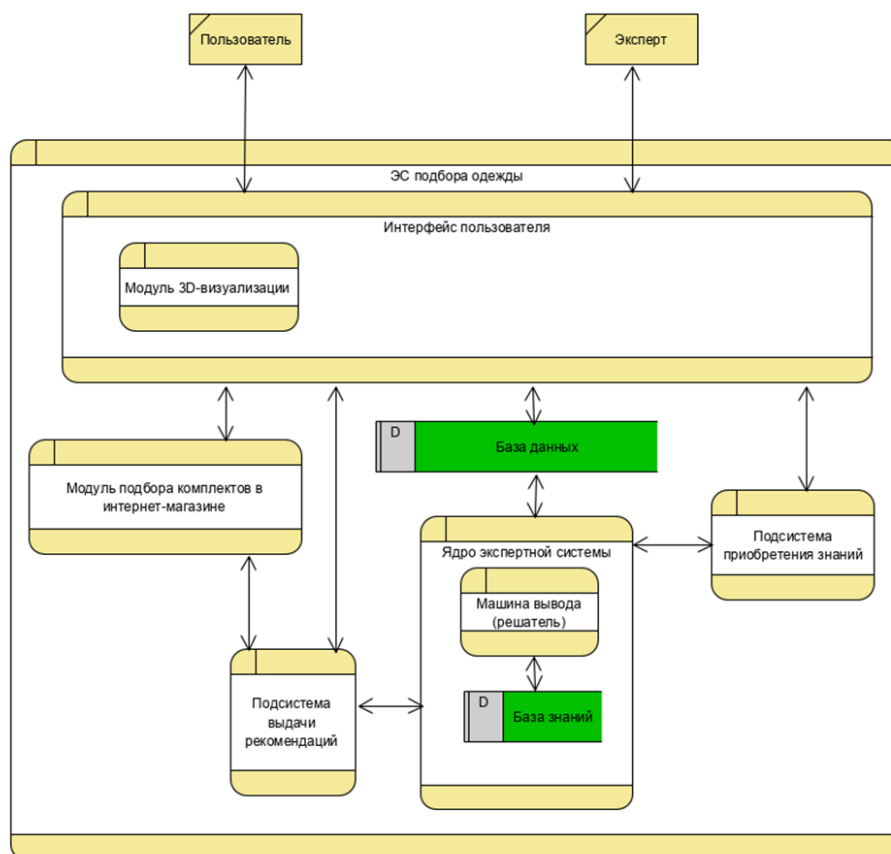 Пользователь
Эксперт
ЭС подбора одежды
Интерфейс пользователя
Модуль 3D-визуализации
D
База данных
Модуль подбора комплектов в
интернет-магазине
Подсистема
приобретения знаний
Ядро экспертной системы
Машина вывода
(решатель)
Подсистема
выдачи
рекомендаций
D
База знаний